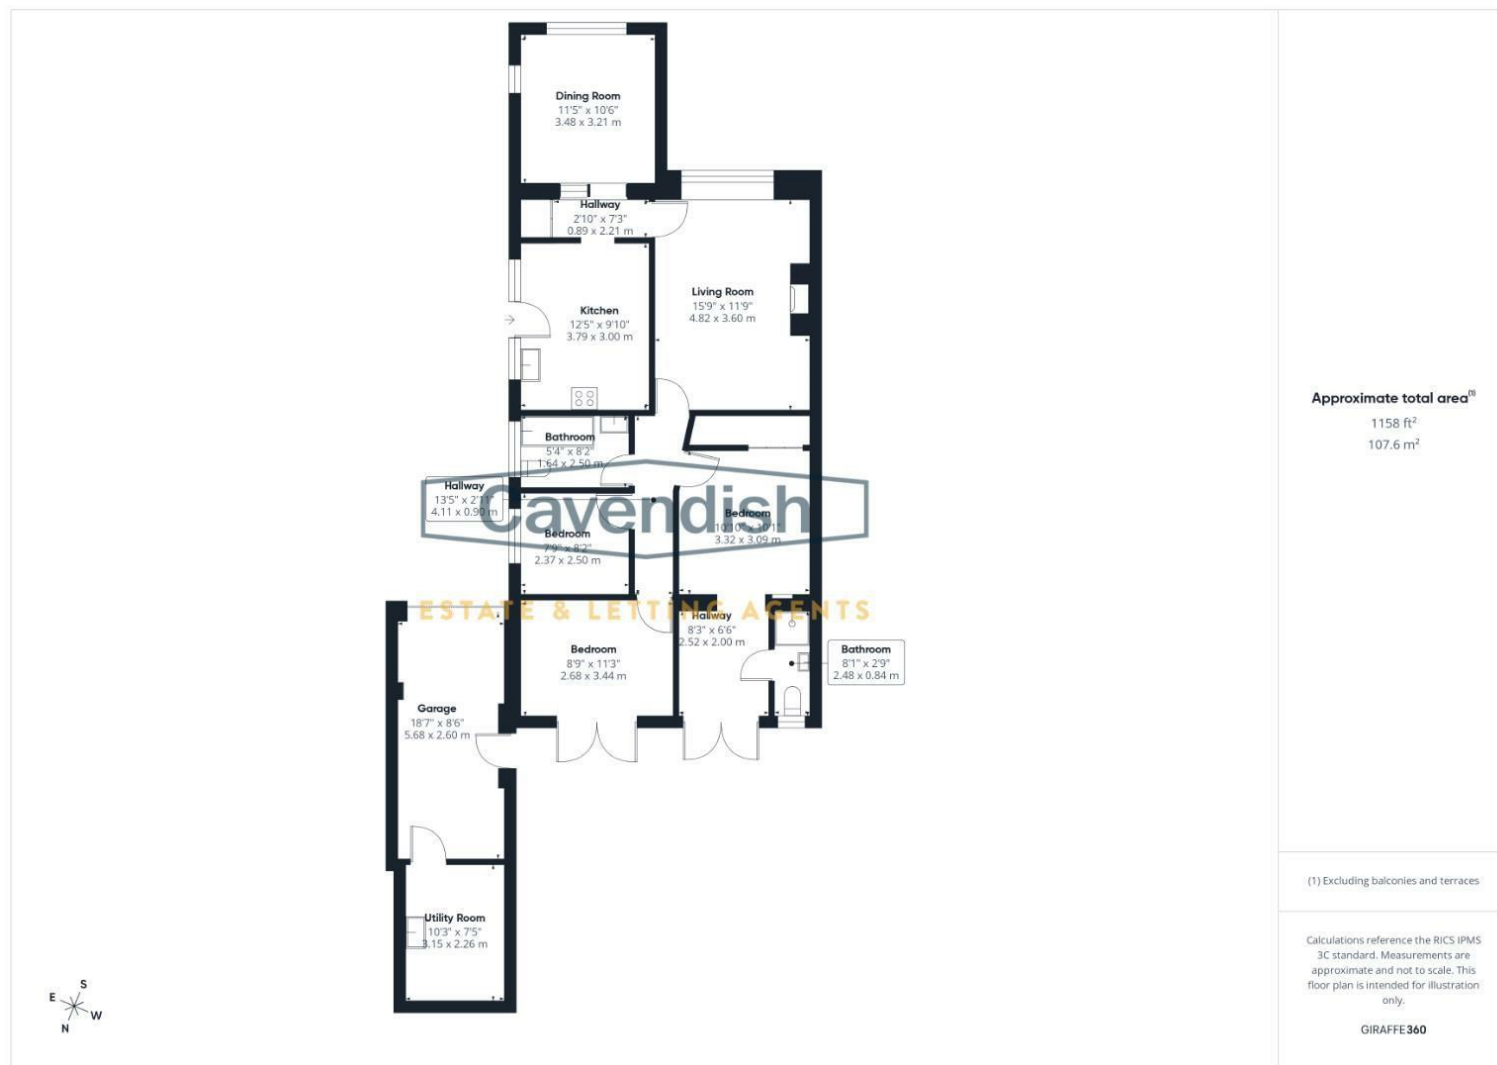 Dining Room
11'5" x 10'6"
3.48 x 3.21 m
Hallway
2'10" x 7'3"
0.89 x 2.21 m
Living Room
15'9" x 11'9"
4.82 x 3.60 m
Kitchen
12'5" x 9'10"
3.79 x 3.00 m
Bathroom
5'4" x 8'2"
1.64 x 2.50 m
Hallway
13'5" x 2'11"
4.11 x 0.90 m
Cavendish
ESTATE & LETTING AGENTS
Bedroom
10'10" x 10'1"
3.32 x 3.09 m
Bedroom
7'9" x 8'2"
2.37 x 2.50 m
Hallway
8'3" x 6'6"
2.52 x 2.00 m
Bathroom
8'1" x 2'9"
2.48 x 0.84 m
Bedroom
8'9" x 11'3"
2.68 x 3.44 m
Garage
18'7" x 8'6"
5.68 x 2.60 m
Utility Room
10'3" x 7'5"
3.15 x 2.26 m
S
E
W
N
Approximate total area(1)
1158 ft²
107.6 m²
(1) Excluding balconies and terraces
Calculations reference the RICS IPMS
3C standard. Measurements are
approximate and not to scale. This
floor plan is intended for illustration
only.
GIRAFFE360